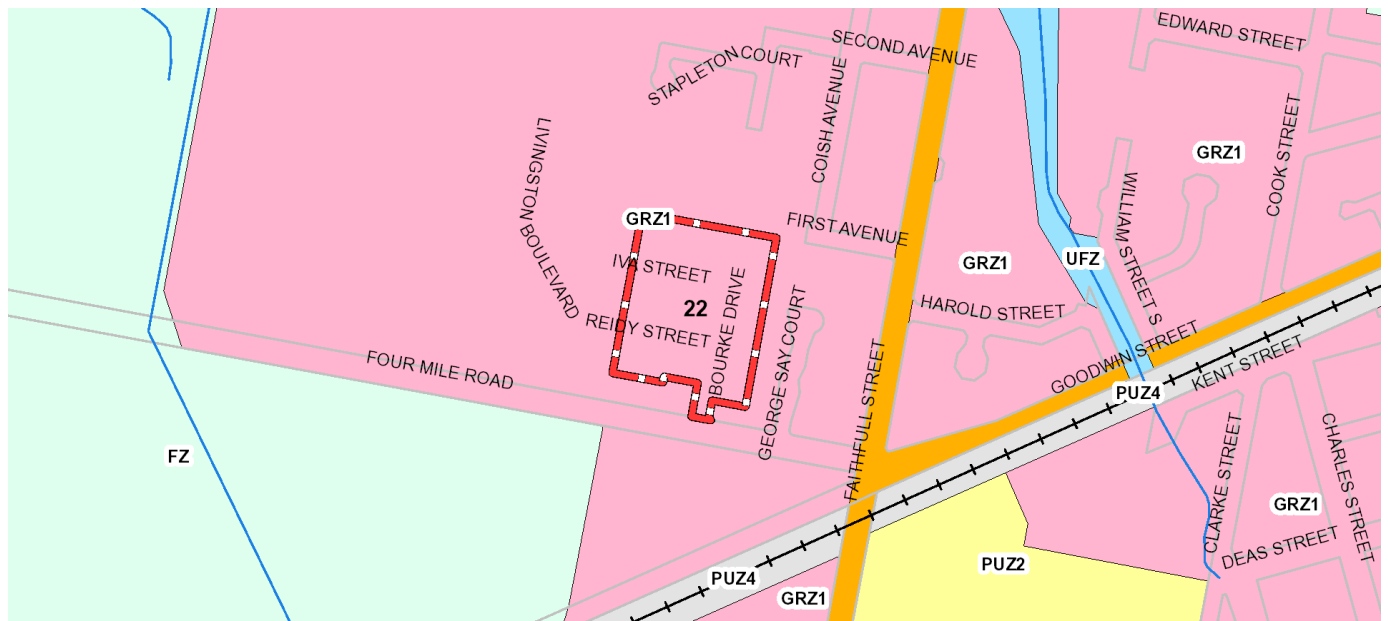 EDWARD STREET
SECOND AVENUE
STAPLETON COURT
COISH AVENUE
LIVINGSTON BOULEVARD
GRZ1
COOK STREET
WILLIAM STREET S
GRZ1
FIRST AVENUE
IVA STREET
BOURKE DRIVE
22
REIDY STREET
GEORGE SAY COURT
GRZ1
UFZ
HAROLD STREET
GOODWIN STREET
KENT STREET
FOUR MILE ROAD
FAITHFULL STREET
PUZ4
FZ
CLARKE STREET
CHARLES STREET
GRZ1
DEAS STREET
PUZ2
PUZ4
GRZ1